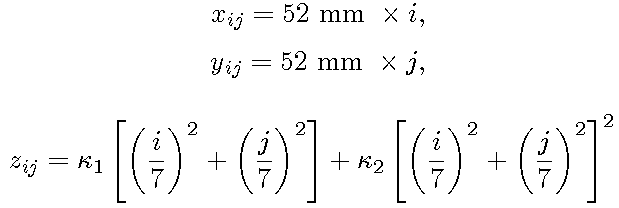 x_{ij} = 52 mm × i,
y_{ij} = 52 mm × j,
z_{ij} = κ_1 [ (i/7)^2 + (j/7)^2 ] + κ_2 [ (i/7)^2 + (j/7)^2 ]^2